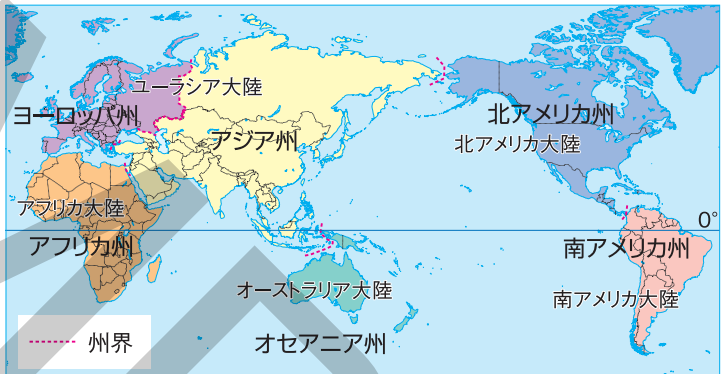 ユーラシア大陸
ヨーロッパ州
アジア州
北アメリカ州
北アメリカ大陸
アフリカ大陸
0°
アフリカ州
南アメリカ州
オーストラリア大陸
南アメリカ大陸
州界
オセアニア州